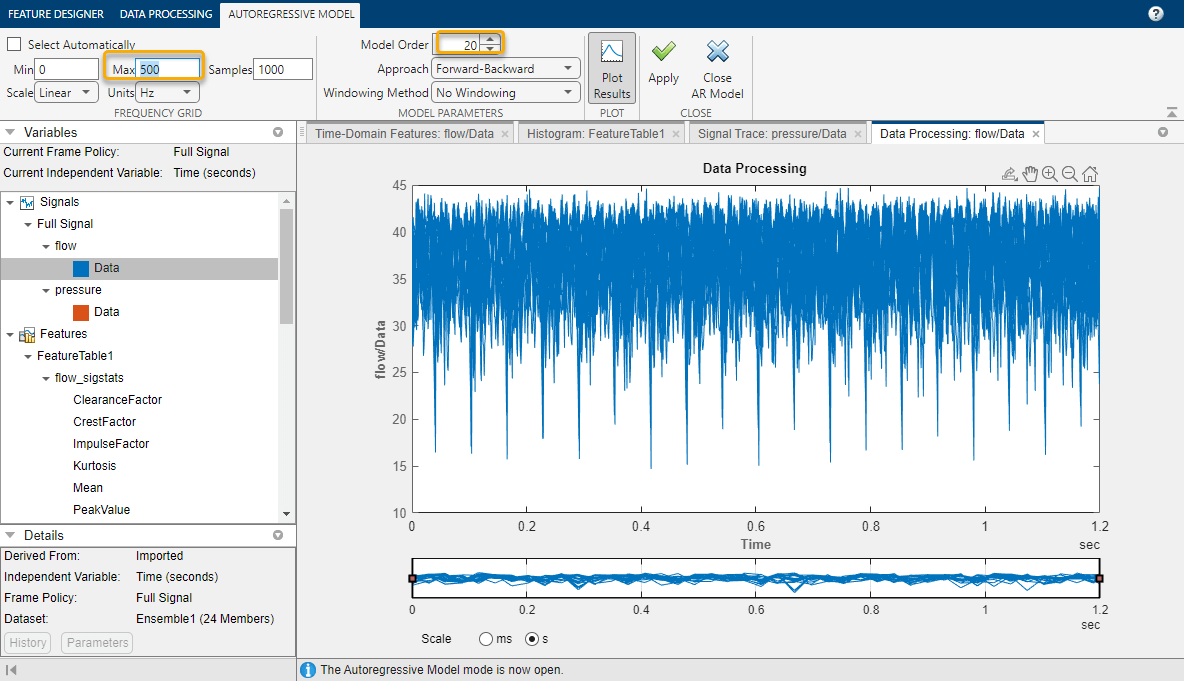 FEATURE DESIGNER DATA PROCESSING AUTOREGRESSIVE MODEL ?
Select Automatically
Min 0 Max 500 Samples 1000
Scale Linear Units Hz
FREQUENCY GRID
Model Order 20
Approach Forward-Backward
Windowing Method No Windowing
MODEL PARAMETERS
Plot
Results
PLOT
Apply
Close
AR Model
CLOSE
Variables
Current Frame Policy: Full Signal
Current Independent Variable: Time (seconds)
Signals
Full Signal
flow
Data
pressure
Data
Features
FeatureTable1
flow_sigstats
ClearanceFactor
CrestFactor
ImpulseFactor
Kurtosis
Mean
PeakValue
Details
Derived From: Imported
Independent Variable: Time (seconds)
Frame Policy: Full Signal
Dataset: Ensemble1 (24 Members)
History Parameters
Time-Domain Features: flow/Data × Histogram: FeatureTable1 × Signal Trace: pressure/Data × Data Processing: flow/Data ×
Data Processing
45
40
35
30
25
20
15
10
flow/Data
0 0.2 0.4 0.6 0.8 1 1.2
Time
sec
0 0.2 0.4 0.6 0.8 1 1.2
sec
Scale ms s
The Autoregressive Model mode is now open.